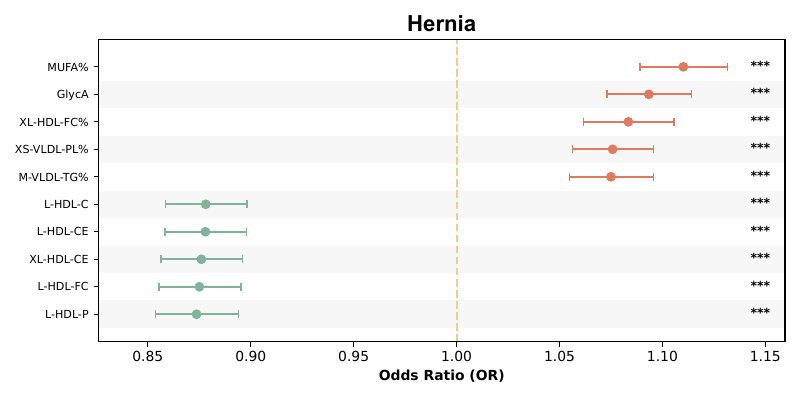 Hernia
MUFA% ***
GlycA ***
XL-HDL-FC% ***
XS-VLDL-PL% ***
M-VLDL-TG% ***
L-HDL-C ***
L-HDL-CE ***
XL-HDL-CE ***
L-HDL-FC ***
L-HDL-P ***
0.85 0.90 0.95 1.00 1.05 1.10 1.15
Odds Ratio (OR)